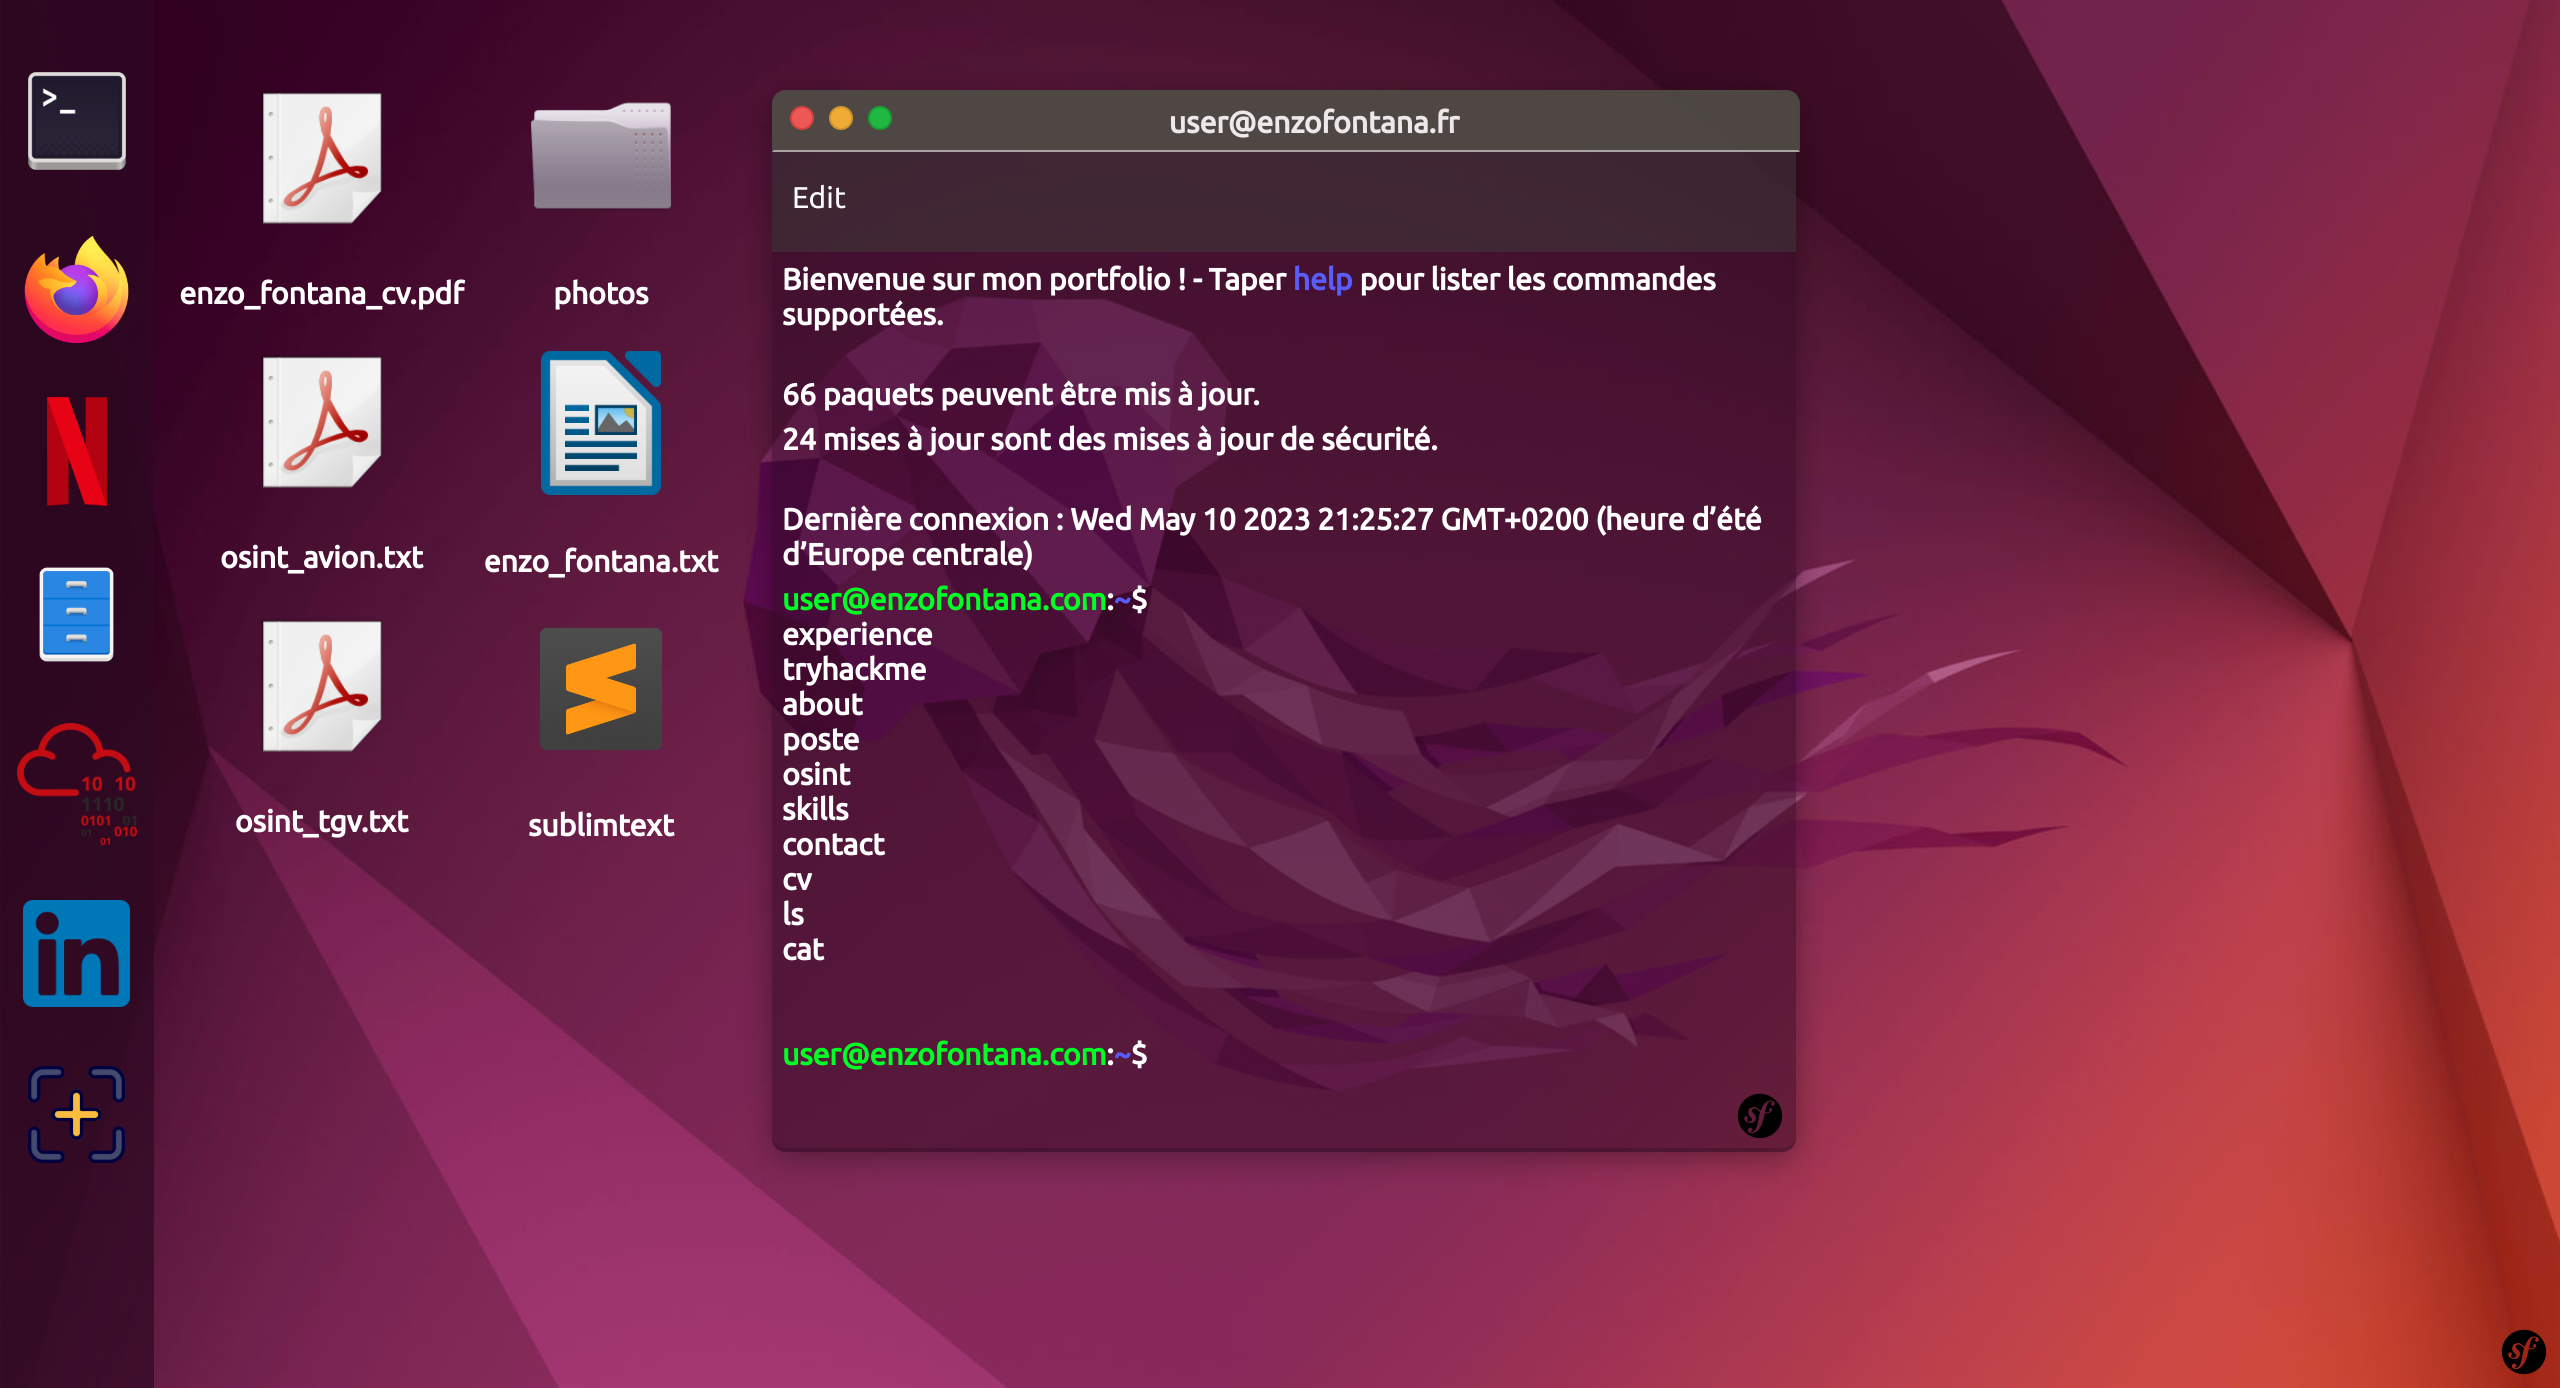 >_
enzo_fontana_cv.pdf
photos
osint_avion.txt
enzo_fontana.txt
osint_tgv.txt
sublimtext
10 10
1110
0101 01
01 010
01
in
user@enzofontana.fr
Edit
Bienvenue sur mon portfolio ! - Taper help pour lister les commandes
supportées.
66 paquets peuvent être mis à jour.
24 mises à jour sont des mises à jour de sécurité.
Dernière connexion : Wed May 10 2023 21:25:27 GMT+0200 (heure d’été
d’Europe centrale)
user@enzofontana.com:~$
experience
tryhackme
about
poste
osint
skills
contact
cv
ls
cat
user@enzofontana.com:~$
sf
sf